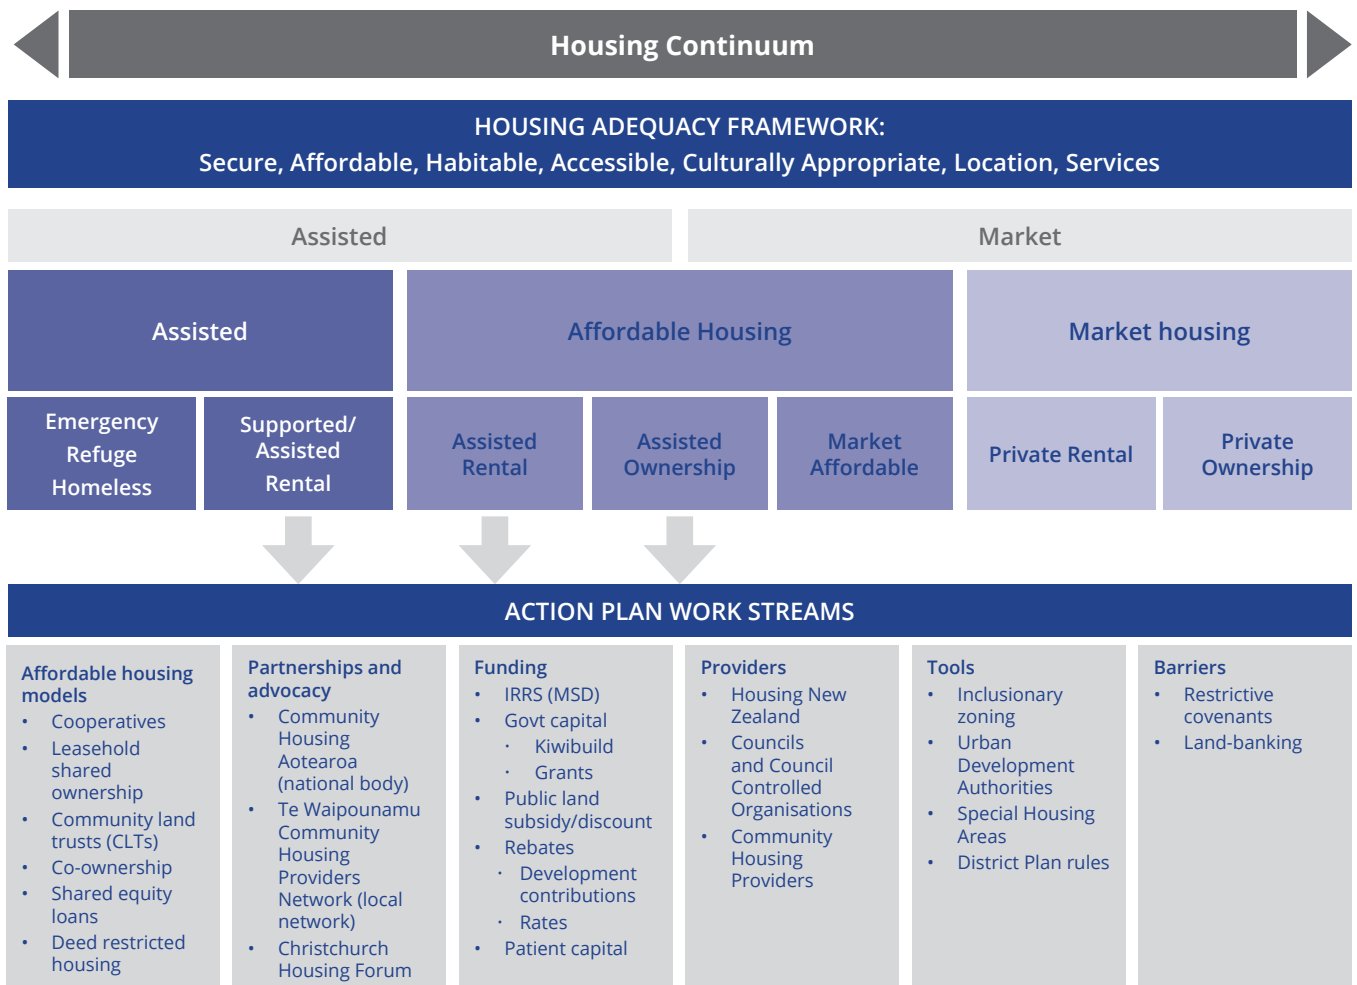 Housing Continuum
HOUSING ADEQUACY FRAMEWORK:
Secure, Affordable, Habitable, Accessible, Culturally Appropriate, Location, Services
Assisted
Market
Assisted
Affordable Housing
Market housing
Emergency
Refuge
Homeless
Supported/
Assisted
Rental
Assisted
Rental
Assisted
Ownership
Market
Affordable
Private Rental
Private
Ownership
ACTION PLAN WORK STREAMS
Affordable housing
models
• Cooperatives
• Leasehold
shared
ownership
• Community land
trusts (CLTs)
• Co-ownership
• Shared equity
loans
• Deed restricted
housing
Partnerships and
advocacy
• Community
Housing
Aotearoa
(national body)
• Te Waipounamu
Community
Housing
Providers
Network (local
network)
• Christchurch
Housing Forum
Funding
• IRRS (MSD)
• Govt capital
· Kiwibuild
· Grants
• Public land
subsidy/discount
• Rebates
· Development
contributions
· Rates
• Patient capital
Providers
• Housing New
Zealand
• Councils
and Council
Controlled
Organisations
• Community
Housing
Providers
Tools
• Inclusionary
zoning
• Urban
Development
Authorities
• Special Housing
Areas
• District Plan rules
Barriers
• Restrictive
covenants
• Land-banking